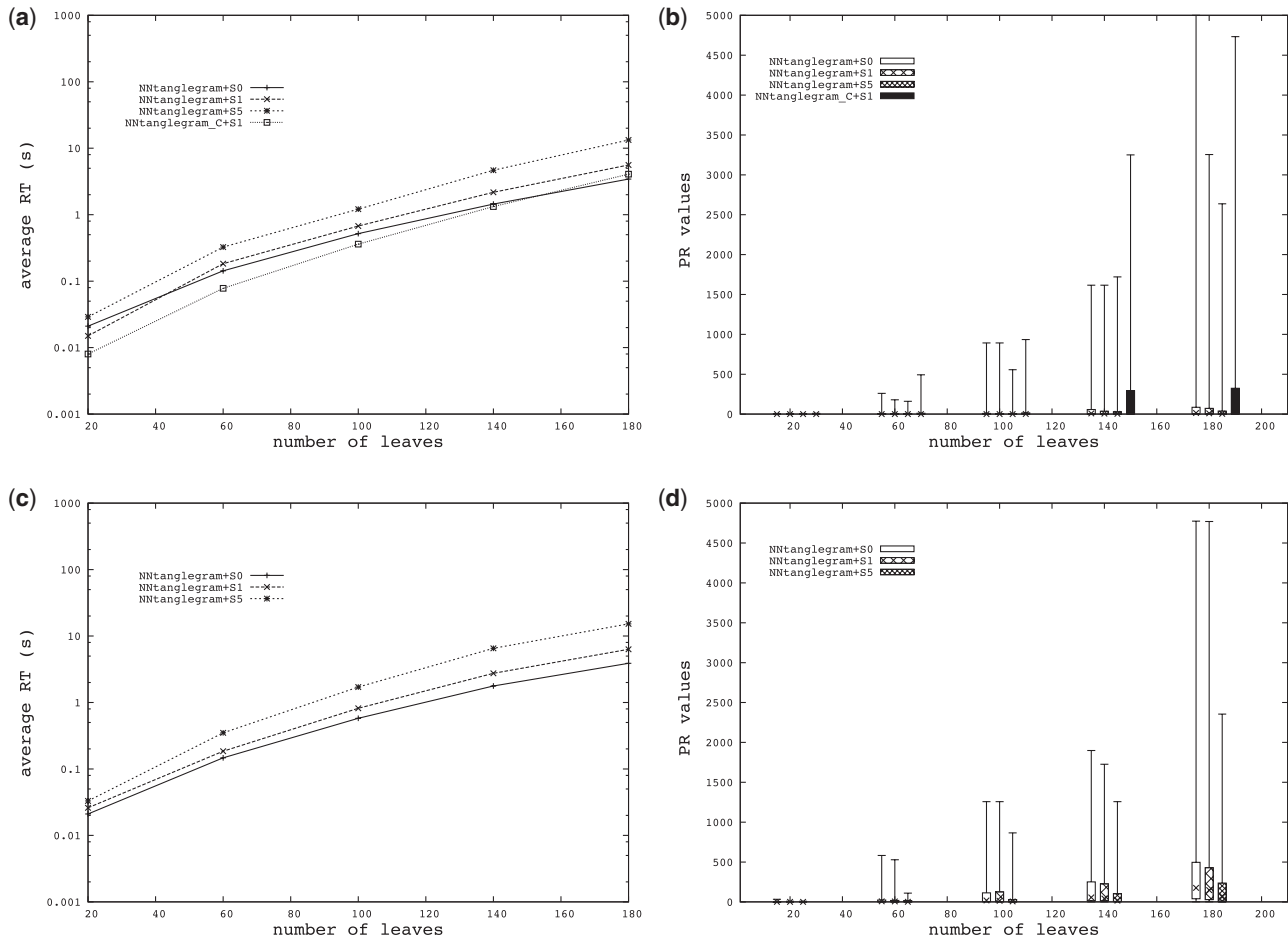 (a)
1000
100
10
1
0.1
0.01
0.001
average RT (s)
NNtanglegram+S0
NNtanglegram+S1
NNtanglegram+S5
NNtanglegram_C+S1
20 40 60 80 100 120 140 160 180
number of leaves
(b)
5000
4500
4000
3500
3000
2500
2000
1500
1000
500
0
PR values
NNtanglegram+S0
NNtanglegram+S1
NNtanglegram+S5
NNtanglegram_C+S1
20 40 60 80 100 120 140 160 180 200
number of leaves
(c)
1000
100
10
1
0.1
0.01
0.001
average RT (s)
NNtanglegram+S0
NNtanglegram+S1
NNtanglegram+S5
20 40 60 80 100 120 140 160 180
number of leaves
(d)
5000
4500
4000
3500
3000
2500
2000
1500
1000
500
0
PR values
NNtanglegram+S0
NNtanglegram+S1
NNtanglegram+S5
20 40 60 80 100 120 140 160 180 200
number of leaves